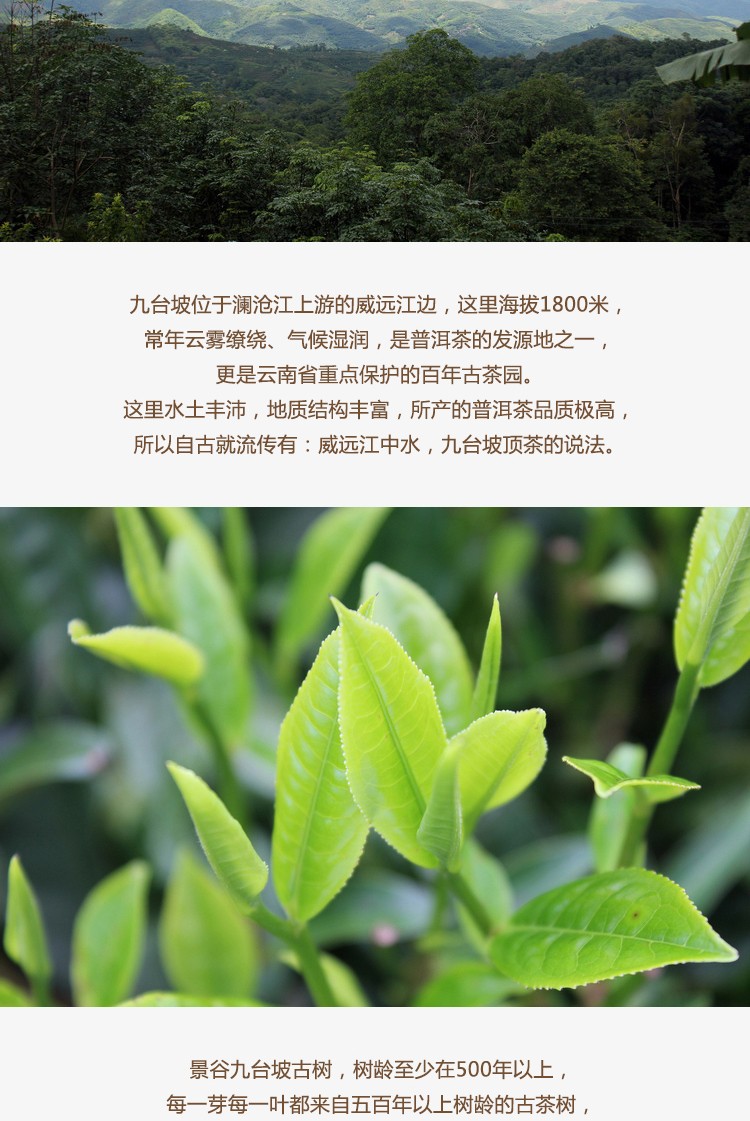 九台坡位于澜沧江上游的威远江边，这里海拔1800米，
常年云雾缭绕、气候湿润，是普洱茶的发源地之一，
更是云南省重点保护的百年古茶园。
这里水土丰沛，地质结构丰富，所产的普洱茶品质极高，
所以自古就流传有：威远江中水，九台坡顶茶的说法。
景谷九台坡古树，树龄至少在500年以上，
每一芽每一叶都来自五百年以上树龄的古茶树，